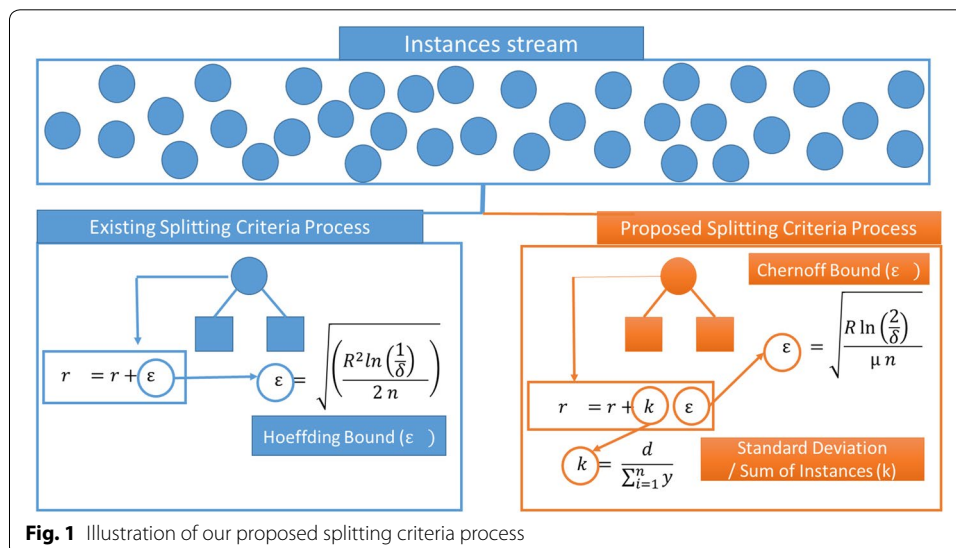 Instances stream
Existing Splitting Criteria Process
r = r + ε
ε = √((R² ln (1/δ) / 2 n))
Hoeffding Bound (ε )
Proposed Splitting Criteria Process
Chernoff Bound (ε )
ε = √(R ln (2/δ) / μ n)
r = r + k ε
k = d / ∑ⁿᵢ₌₁ y
Standard Deviation
/ Sum of Instances (k)
Fig. 1 Illustration of our proposed splitting criteria process